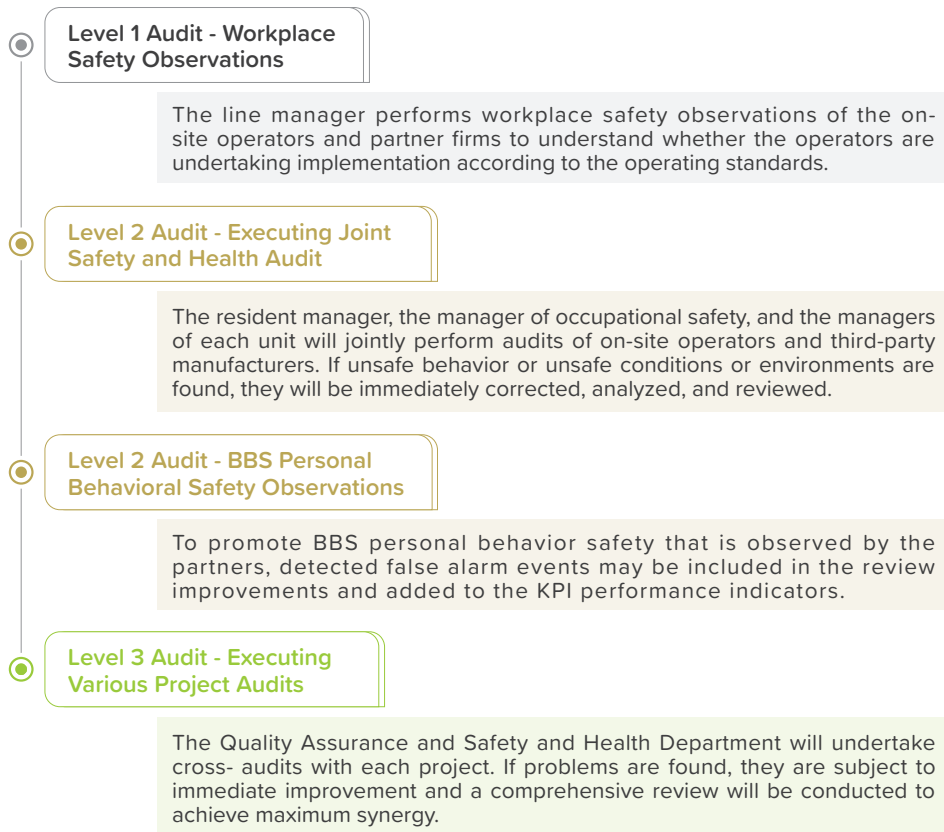 Level 1 Audit - Workplace
Safety Observations
The line manager performs workplace safety observations of the on-
site operators and partner firms to understand whether the operators are
undertaking implementation according to the operating standards.
Level 2 Audit - Executing Joint
Safety and Health Audit
The resident manager, the manager of occupational safety, and the managers
of each unit will jointly perform audits of on-site operators and third-party
manufacturers. If unsafe behavior or unsafe conditions or environments are
found, they will be immediately corrected, analyzed, and reviewed.
Level 2 Audit - BBS Personal
Behavioral Safety Observations
To promote BBS personal behavior safety that is observed by the
partners, detected false alarm events may be included in the review
improvements and added to the KPI performance indicators.
Level 3 Audit - Executing
Various Project Audits
The Quality Assurance and Safety and Health Department will undertake
cross- audits with each project. If problems are found, they are subject to
immediate improvement and a comprehensive review will be conducted to
achieve maximum synergy.